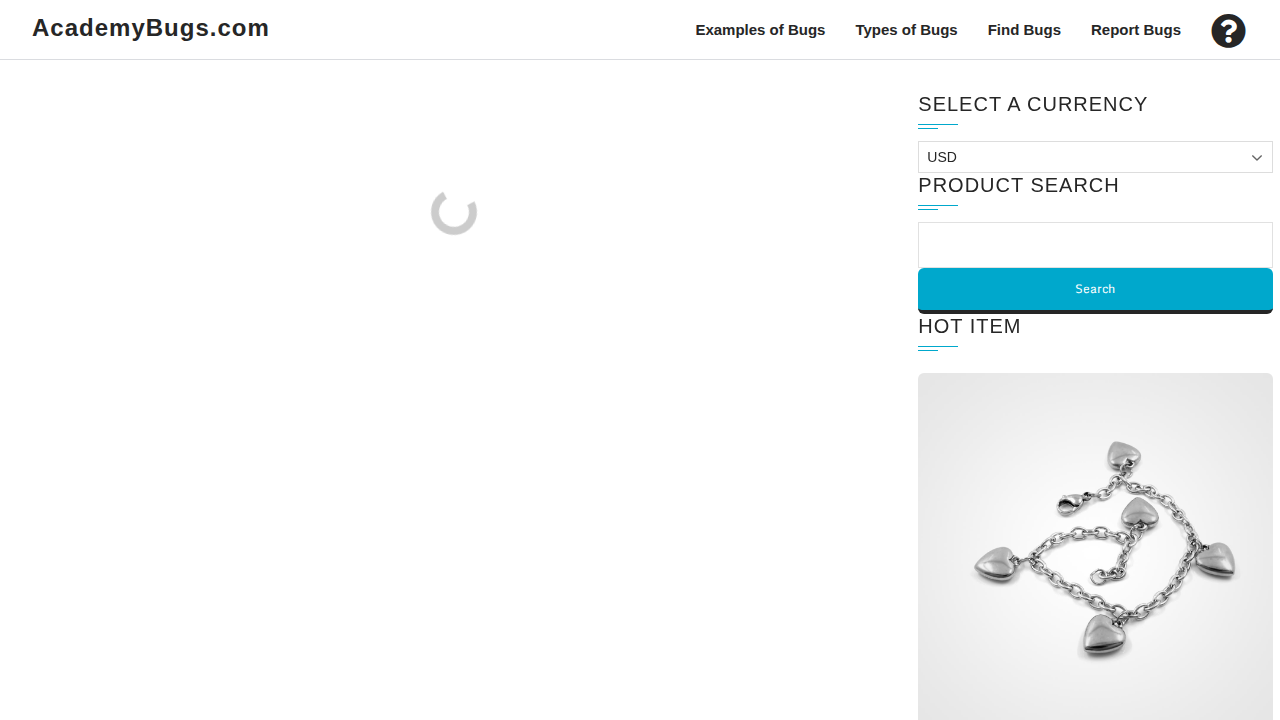 AcademyBugs.com
Examples of Bugs
Types of Bugs
Find Bugs
Report Bugs
?
SELECT A CURRENCY
USD
PRODUCT SEARCH
Search
HOT ITEM